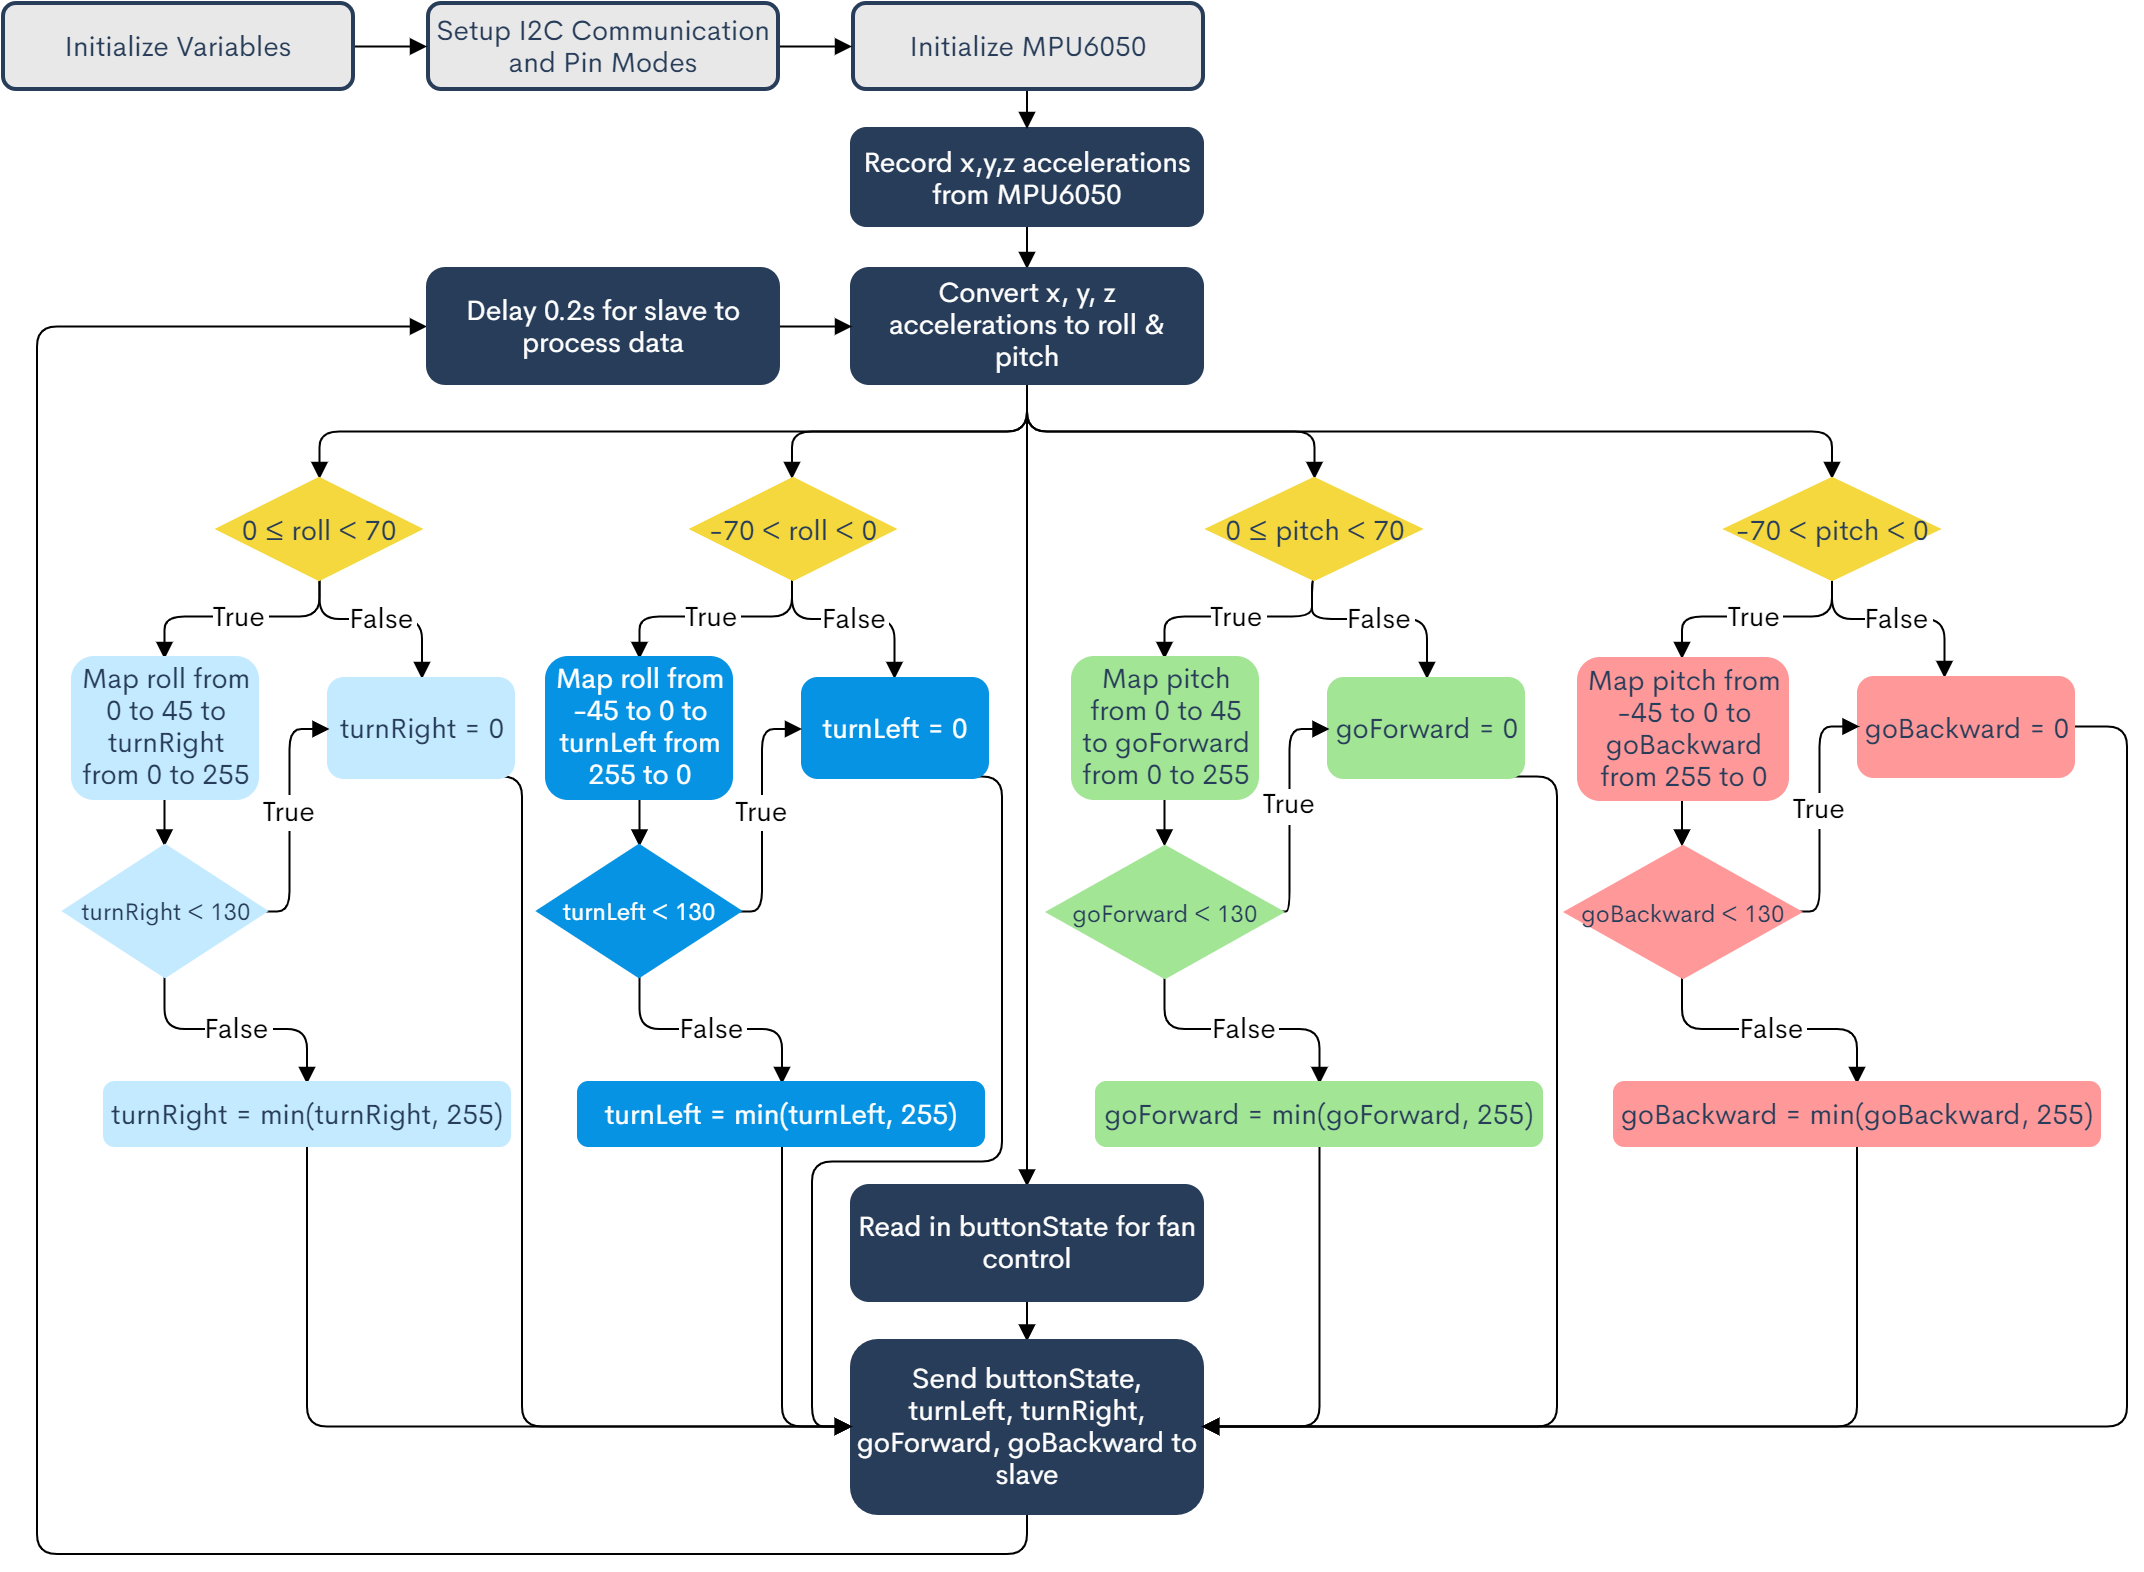 Initialize Variables
Setup I2C Communication
and Pin Modes
Initialize MPU6050
Record x,y,z accelerations
from MPU6050
Delay 0.2s for slave to
process data
Convert x, y, z
accelerations to roll &
pitch
0 ≤ roll < 70
-70 < roll < 0
0 ≤ pitch < 70
-70 < pitch < 0
True
False
True
False
True
False
True
False
Map roll from
0 to 45 to
turnRight
from 0 to 255
turnRight = 0
Map roll from
-45 to 0 to
turnLeft from
255 to 0
turnLeft = 0
Map pitch
from 0 to 45
to goForward
from 0 to 255
goForward = 0
Map pitch from
-45 to 0 to
goBackward
from 255 to 0
goBackward = 0
True
True
True
True
turnRight < 130
turnLeft < 130
goForward < 130
goBackward < 130
False
False
False
False
turnRight = min(turnRight, 255)
turnLeft = min(turnLeft, 255)
goForward = min(goForward, 255)
goBackward = min(goBackward, 255)
Read in buttonState for fan
control
Send buttonState,
turnLeft, turnRight,
goForward, goBackward to
slave